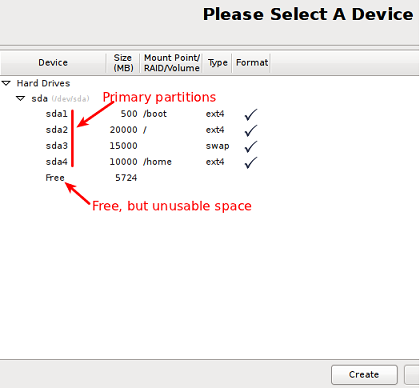 Please Select A Device
Device Size (MB) Mount Point/ RAID/Volume Type Format
Hard Drives
sda (/dev/sda)
Primary partitions
sda1 500 /boot ext4
sda2 20000 / ext4
sda3 15000 swap
sda4 10000 /home ext4
Free 5724
Free, but unusable space
Create